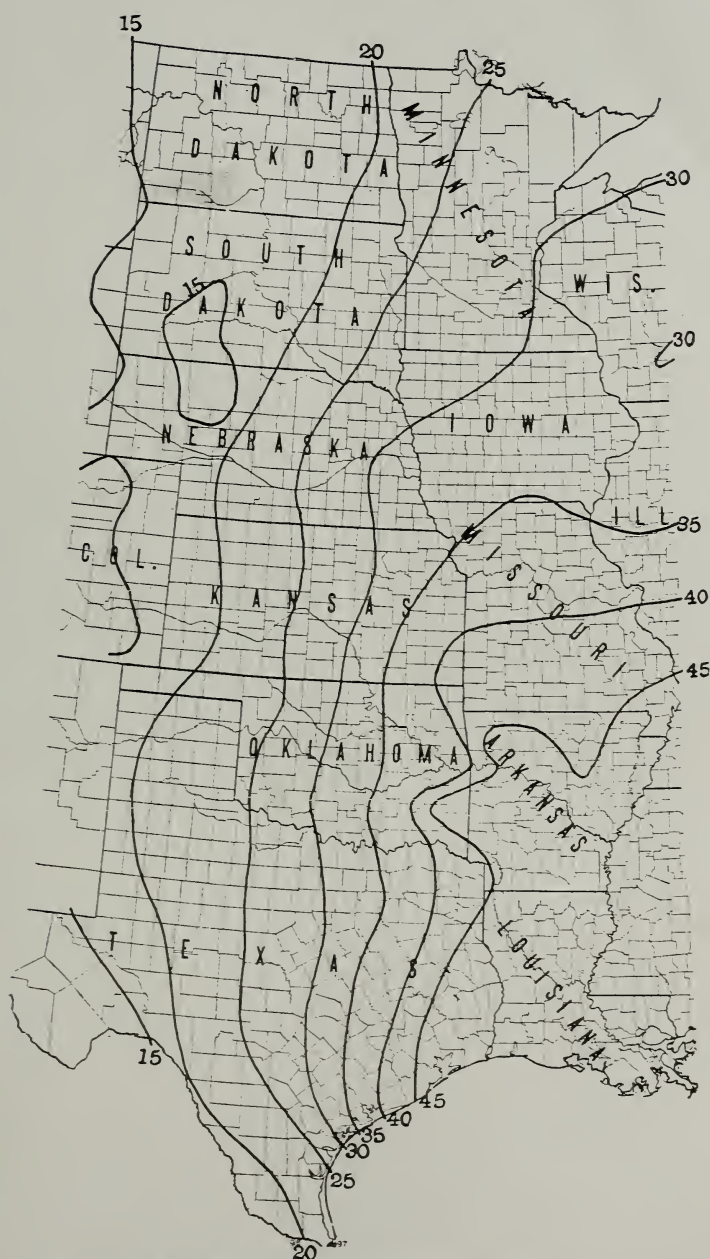 15
20
25
NORTH
DAKOTA
MINNESOTA
30
SOUTH
DAKOTA
15
WIS.
30
NEBRASKA
IOWA
COL.
KANSAS
MISSOURI
ILL
35
40
45
OKLAHOMA
ARKANSAS
TEXAS
LOUISIANA
15
45
40
35
30
25
20
97